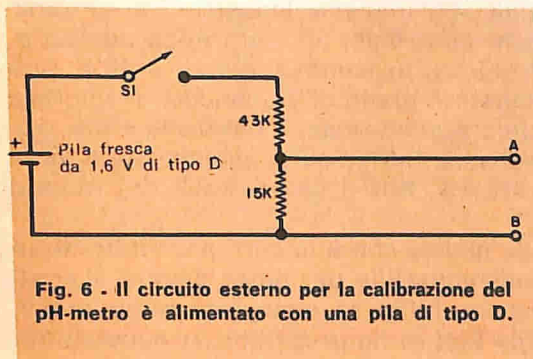 S1
43K
A
+
Pila fresca
da 1,6 V di tipo D
15K
B
Fig. 6 - Il circuito esterno per la calibrazione del
pH-metro è alimentato con una pila di tipo D.